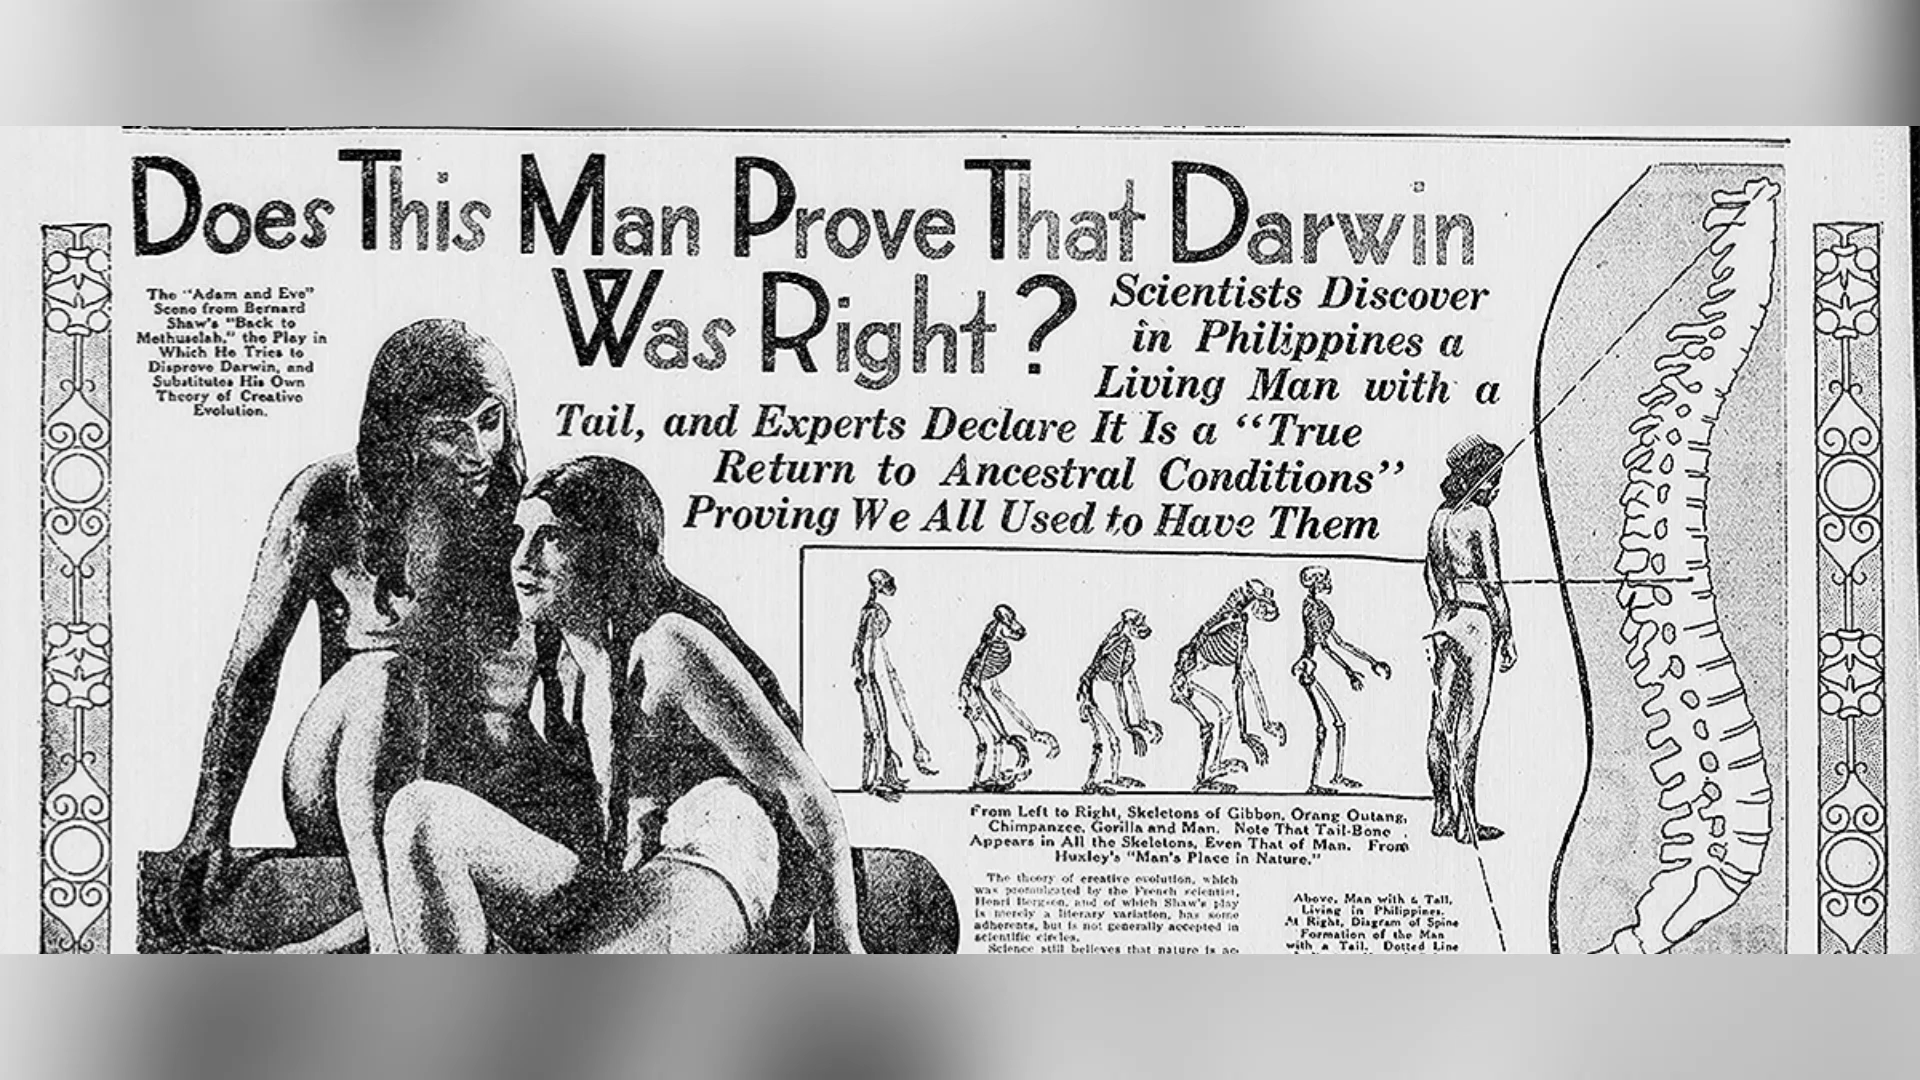 Does This Man Prove That Darwin
Was Right?
Scientists Discover
in Philippines a
Living Man with a
Tail, and Experts Declare It Is a “True
Return to Ancestral Conditions”
Proving We All Used to Have Them
The “Adam and Eve”
Scene from Bernard
Shaw's “Back to
Methuselah,” the Play in
Which He Tries to
Disprove Darwin, and
Substitutes His Own
Theory of Creative
Evolution.
From Left to Right, Skeletons of Gibbon, Orang Outang,
Chimpanzee, Gorilla and Man. Note That Tail-Bone
Appears in All the Skeletons, Even That of Man. From
Huxley's “Man's Place in Nature.”
The theory of creative evolution, which
was promulgated by the French scientist,
Henri Bergson, and of which Shaw's play
is merely a literary variation, has some
adherents, but is not generally accepted in
scientific circles.
Science still believes that nature is ac-
Above, Man with a Tail,
Living in Philippines.
At Right, Diagram of Spine
Formation of the Man
with a Tail. Dotted Line